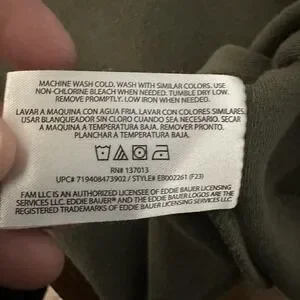 MACHINE WASH COLD. WASH WITH SIMILAR COLORS. USE
NON-CHLORINE BLEACH WHEN NEEDED. TUMBLE DRY LOW.
REMOVE PROMPTLY. LOW IRON WHEN NEEDED.
LAVAR A MAQUINA CON AGUA FRIA, LAVAR CON COLORES SIMILARES.
USAR BLANQUEADOR SIN CLORO CUANDO SEA NECESARIO. SECAR
A MAQUINA A TEMPERATURA BAJA. REMOVER PRONTO.
PLANCHAR A TEMPERATURA BAJA.
RN# 137013
UPC# 719408473902 / STYLE# EB002261 (F23)
FAM LLC IS AN AUTHORIZED LICENSEE OF EDDIE BAUER LICENSING
SERVICES LLC. EDDIE BAUER® AND THE EDDIE BAUER LOGOS ARE THE
REGISTERED TRADEMARKS OF EDDIE BAUER LICENSING SERVICES LLC.